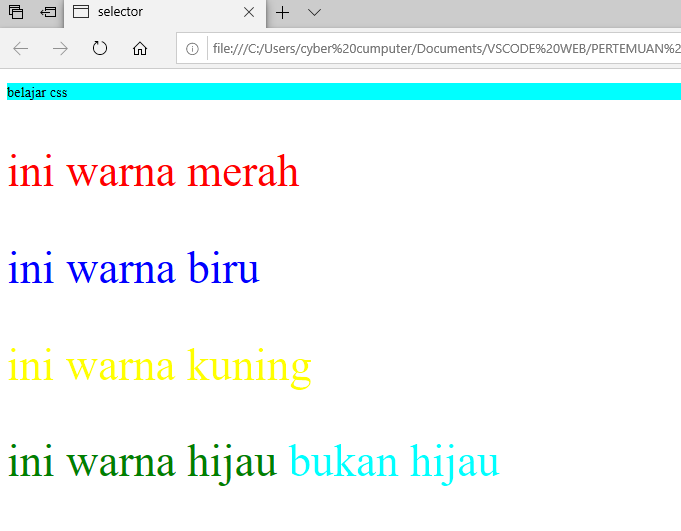 selector
file:///C:/Users/cyber%20cumputer/Documents/VSCODE%20WEB/PERTEMUAN%2
belajar css
ini warna merah
ini warna biru
ini warna kuning
ini warna hijau bukan hijau